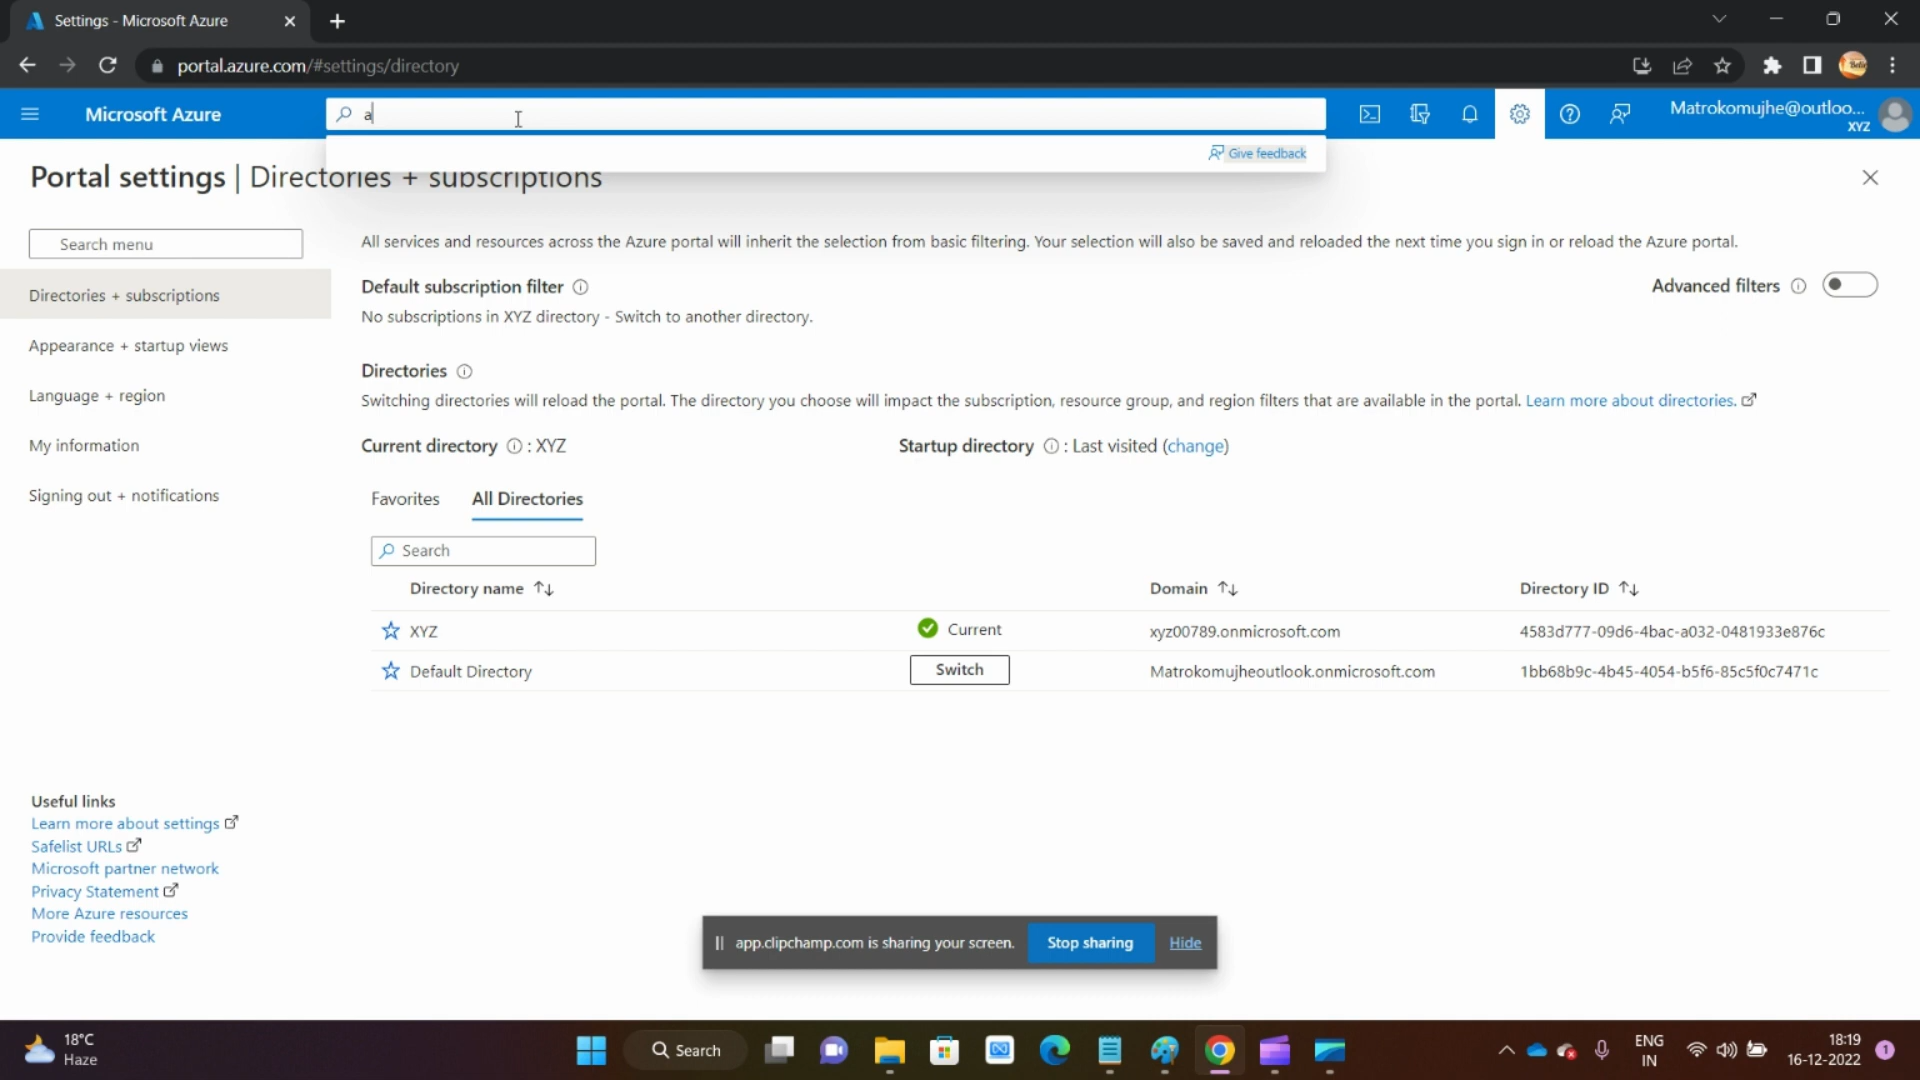 Settings - Microsoft Azure
portal.azure.com/#settings/directory
Microsoft Azure
a
Matrokomujhe@outloo...
XYZ
Give feedback
Portal settings | Directories + subscriptions
Search menu
Directories + subscriptions
Appearance + startup views
Language + region
My information
Signing out + notifications
All services and resources across the Azure portal will inherit the selection from basic filtering. Your selection will also be saved and reloaded the next time you sign in or reload the Azure portal.
Default subscription filter
Advanced filters
No subscriptions in XYZ directory - Switch to another directory.
Directories
Switching directories will reload the portal. The directory you choose will impact the subscription, resource group, and region filters that are available in the portal. Learn more about directories.
Current directory : XYZ
Startup directory : Last visited (change)
Favorites
All Directories
Search
Directory name
Domain
Directory ID
XYZ
Current
xyz00789.onmicrosoft.com
4583d777-09d6-4bac-a032-0481933e876c
Default Directory
Switch
Matrokomujheoutlook.onmicrosoft.com
1bb68b9c-4b45-4054-b5f6-85c5f0c7471c
Useful links
Learn more about settings
Safelist URLs
Microsoft partner network
Privacy Statement
More Azure resources
Provide feedback
app.clipchamp.com is sharing your screen.
Stop sharing
Hide
18°C
Haze
Search
ENG
IN
18:19
16-12-2022
1